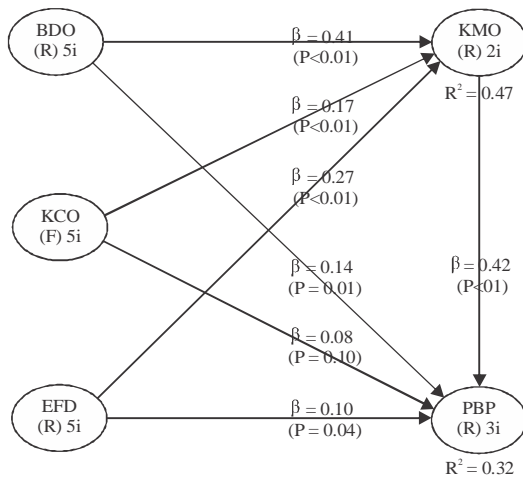 BDO
(R) 5i
β = 0.41
(P<0.01)
KMO
(R) 2i
R² = 0.47
β = 0.17
(P<0.01)
β = 0.27
(P<0.01)
KCO
(F) 5i
β = 0.14
(P = 0.01)
β = 0.42
(P<01)
β = 0.08
(P = 0.10)
EFD
(R) 5i
β = 0.10
(P = 0.04)
PBP
(R) 3i
R² = 0.32